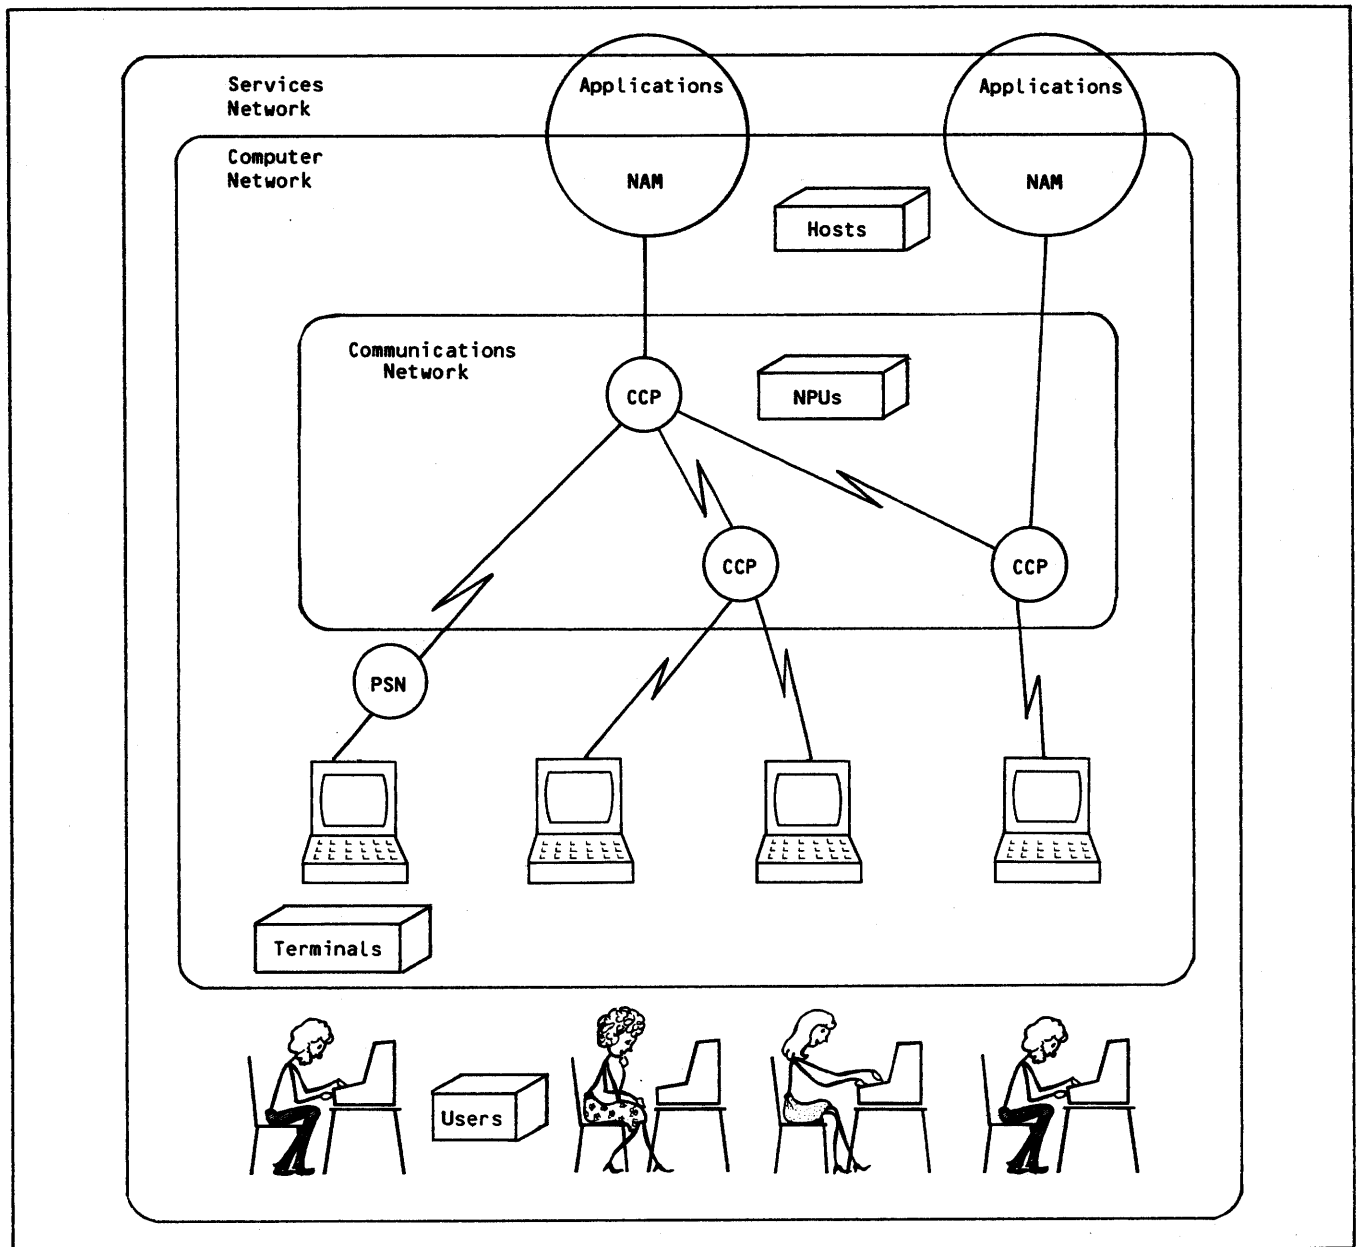 Services
Network
Applications
Applications
Computer
Network
NAM
NAM
Hosts
Communications
Network
CCP
NPUs
CCP
CCP
PSN
Terminals
Users